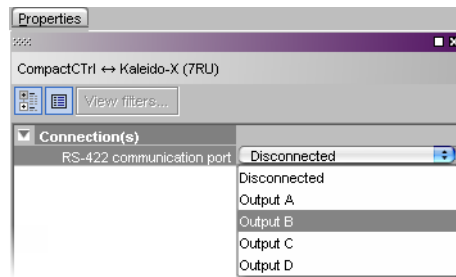 Properties
CompactCTrl ↔ Kaleido-X (7RU)
View filters...
Connection(s)
RS-422 communication port Disconnected
Disconnected
Output A
Output B
Output C
Output D